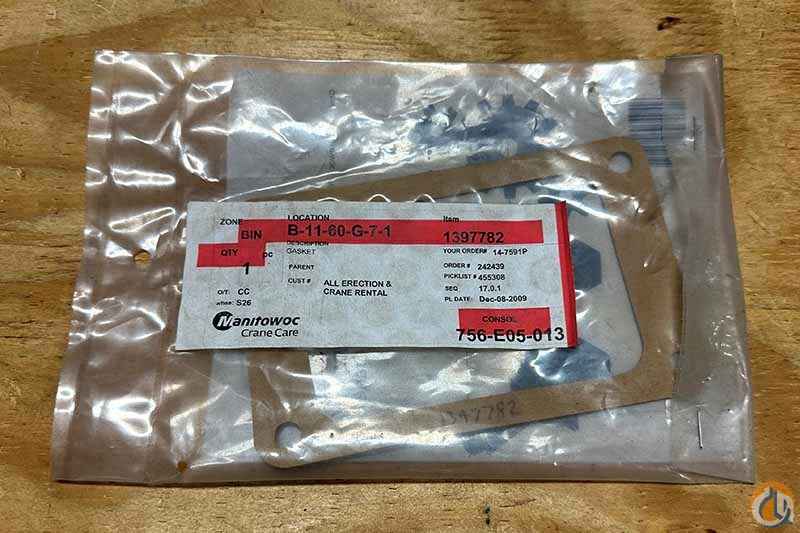 ZONE
LOCATION
Item
BIN
B-11-60-G-7-1
1397782
QTY
pc
DESCRIPTION
GASKET
YOUR ORDER# 14-7591P
1
PARENT
ORDER # 242439
CUST # ALL ERECTION &
CRANE RENTAL
PICKLIST # 455308
O/T: CC
SEQ 17.0.1
whse: S26
PL DATE: Dec-08-2009
Manitowoc
Crane Care
CONSOL
756-E05-013
1397782